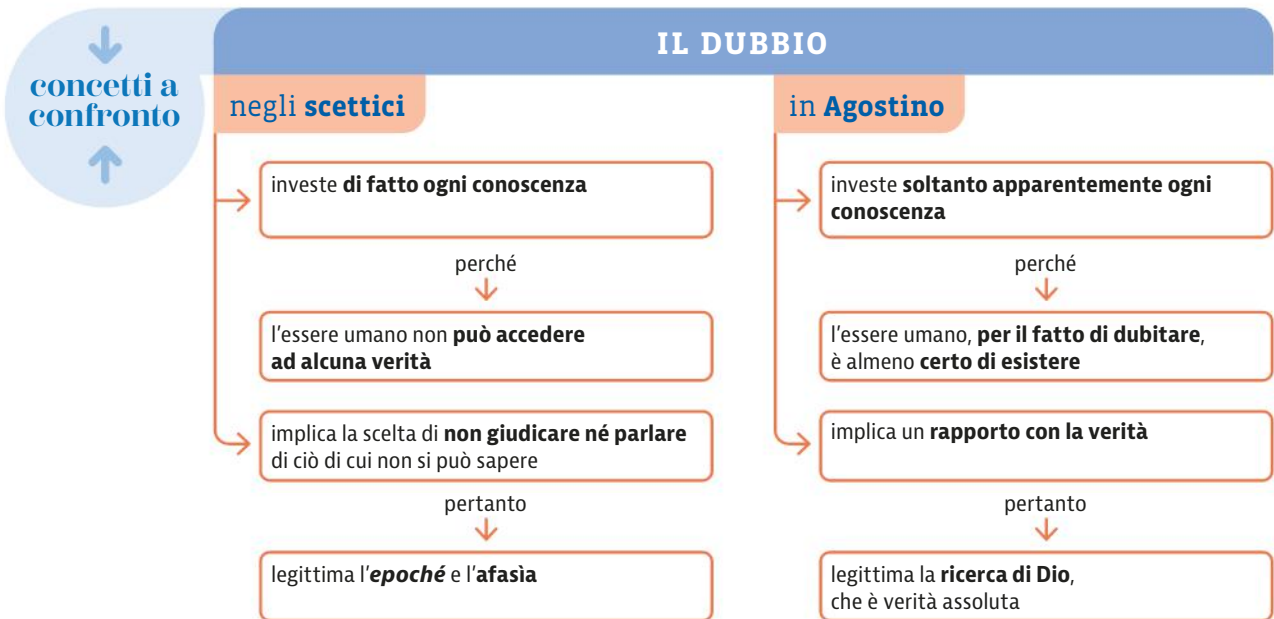 concetti a
confronto
IL DUBBIO
negli scettici
investe di fatto ogni conoscenza
perché
l'essere umano non può accedere
ad alcuna verità
implica la scelta di non giudicare né parlare
di ciò di cui non si può sapere
pertanto
legittima l'epoché e l'afasìa
in Agostino
investe soltanto apparentemente ogni
conoscenza
perché
l'essere umano, per il fatto di dubitare,
è almeno certo di esistere
implica un rapporto con la verità
pertanto
legittima la ricerca di Dio,
che è verità assoluta